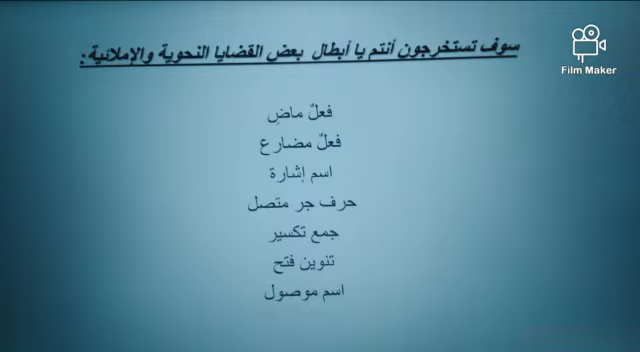 سوف تستخرجون أنتم يا أبطال بعض القضايا النحوية والإملائية:
Film Maker
فعلٌ ماضٍ
فعلٌ مضارع
اسم إشارة
حرف جر متصل
جمع تكسير
تنوين فتح
اسم موصول